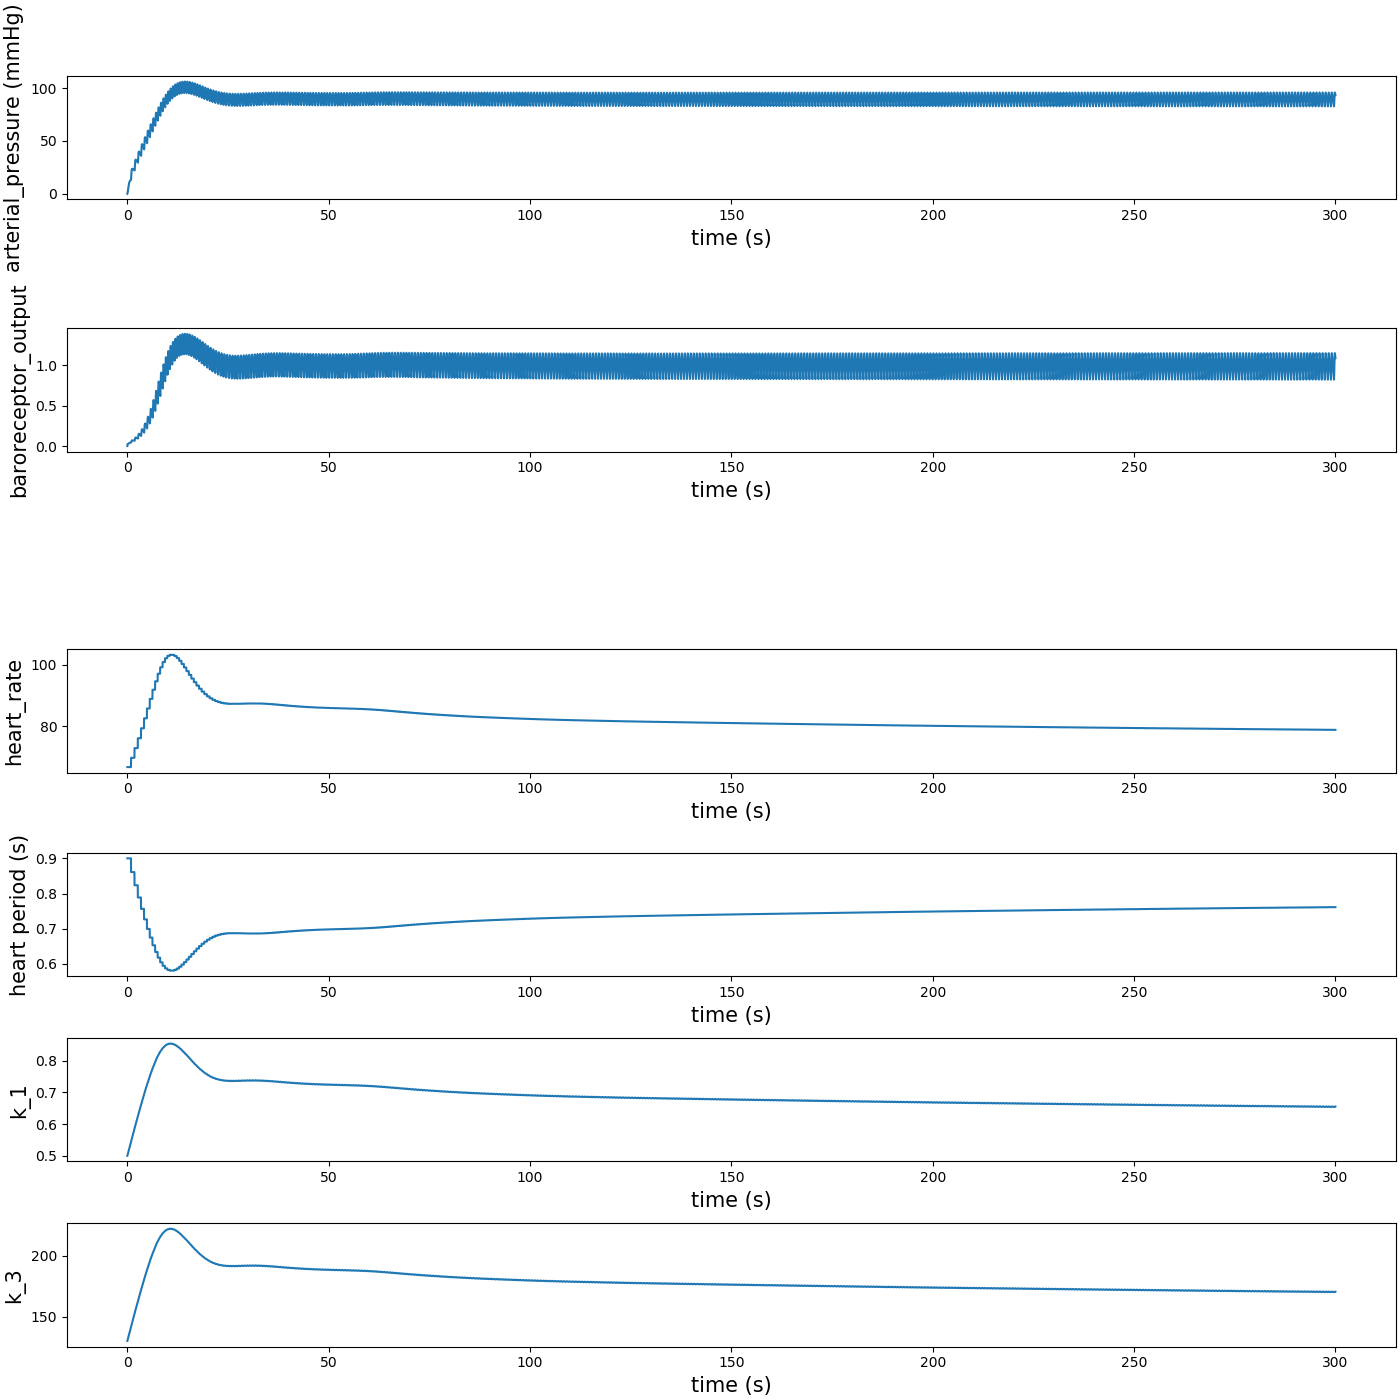 arterial_pressure (mmHg)
100
50
0
0 50 100 150 200 250 300
time (s)
baroreceptor_output
1.0
0.5
0.0
0 50 100 150 200 250 300
time (s)
heart_rate
100
80
0 50 100 150 200 250 300
time (s)
heart period (s)
0.9
0.8
0.7
0.6
0 50 100 150 200 250 300
time (s)
k_1
0.8
0.7
0.6
0.5
0 50 100 150 200 250 300
time (s)
k_3
200
150
0 50 100 150 200 250 300
time (s)